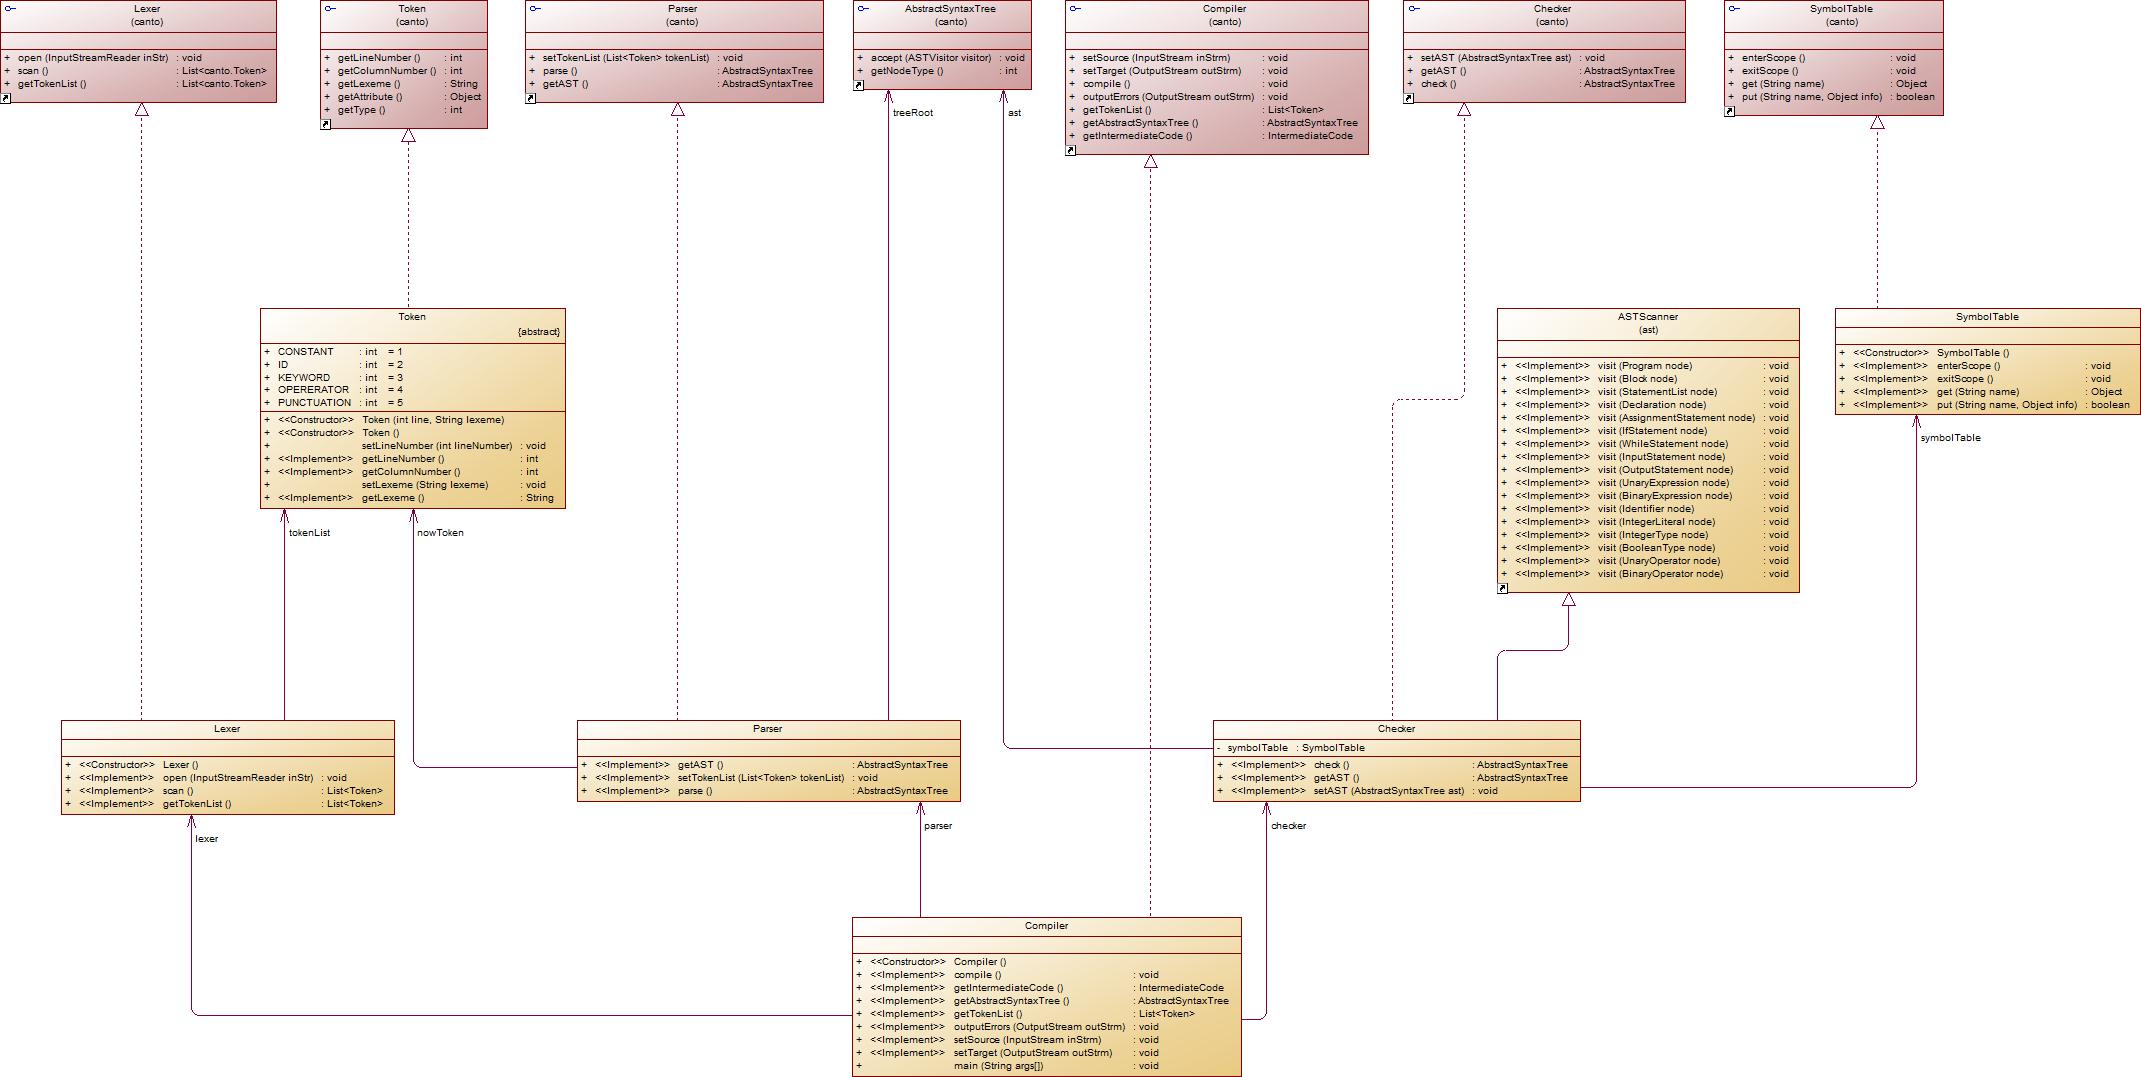 Lexer
(canto)
+ open (InputStreamReader inStr) : void
+ scan () : List<canto.Token>
+ getTokenList () : List<canto.Token>
Token
(canto)
+ getLineNumber () : int
+ getColumnNumber () : int
+ getLexeme () : String
+ getAttribute () : Object
+ getType () : int
Parser
(canto)
+ setTokenList (List<Token> tokenList) : void
+ parse () : AbstractSyntaxTree
+ getAST () : AbstractSyntaxTree
AbstractSyntaxTree
(canto)
+ accept (ASTVisitor visitor) : void
+ getNodeType () : int
Compiler
(canto)
+ setSource (InputStream inStrm) : void
+ setTarget (OutputStream outStrm) : void
+ compile () : void
+ outputErrors (OutputStream outStrm) : void
+ getTokenList () : List<Token>
+ getAbstractSyntaxTree () : AbstractSyntaxTree
+ getIntermediateCode () : IntermediateCode
Checker
(canto)
+ setAST (AbstractSyntaxTree ast) : void
+ getAST () : AbstractSyntaxTree
+ check () : AbstractSyntaxTree
SymbolTable
(canto)
+ enterScope () : void
+ exitScope () : void
+ get (String name) : Object
+ put (String name, Object info) : boolean
treeRoot
ast
Token
{abstract}
+ CONSTANT : int = 1
+ ID : int = 2
+ KEYWORD : int = 3
+ OPERERATOR : int = 4
+ PUNCTUATION : int = 5
+ <<Constructor>> Token (int line, String lexeme)
+ <<Constructor>> Token ()
+ setLineNumber (int lineNumber) : void
+ <<Implement>> getLineNumber () : int
+ <<Implement>> getColumnNumber () : int
+ setLexeme (String lexeme) : void
+ <<Implement>> getLexeme () : String
ASTScanner
(ast)
+ <<Implement>> visit (Program node) : void
+ <<Implement>> visit (Block node) : void
+ <<Implement>> visit (StatementList node) : void
+ <<Implement>> visit (Declaration node) : void
+ <<Implement>> visit (AssignmentStatement node) : void
+ <<Implement>> visit (IfStatement node) : void
+ <<Implement>> visit (WhileStatement node) : void
+ <<Implement>> visit (InputStatement node) : void
+ <<Implement>> visit (OutputStatement node) : void
+ <<Implement>> visit (UnaryExpression node) : void
+ <<Implement>> visit (BinaryExpression node) : void
+ <<Implement>> visit (Identifier node) : void
+ <<Implement>> visit (IntegerLiteral node) : void
+ <<Implement>> visit (IntegerType node) : void
+ <<Implement>> visit (BooleanType node) : void
+ <<Implement>> visit (UnaryOperator node) : void
+ <<Implement>> visit (BinaryOperator node) : void
SymbolTable
+ <<Constructor>> SymbolTable ()
+ <<Implement>> enterScope () : void
+ <<Implement>> exitScope () : void
+ <<Implement>> get (String name) : Object
+ <<Implement>> put (String name, Object info) : boolean
symbolTable
tokenList
nowToken
Lexer
+ <<Constructor>> Lexer ()
+ <<Implement>> open (InputStreamReader inStr) : void
+ <<Implement>> scan () : List<Token>
+ <<Implement>> getTokenList () : List<Token>
Parser
+ <<Implement>> getAST () : AbstractSyntaxTree
+ <<Implement>> setTokenList (List<Token> tokenList) : void
+ <<Implement>> parse () : AbstractSyntaxTree
Checker
- symbolTable : SymbolTable
+ <<Implement>> check () : AbstractSyntaxTree
+ <<Implement>> getAST () : AbstractSyntaxTree
+ <<Implement>> setAST (AbstractSyntaxTree ast) : void
lexer
parser
checker
Compiler
+ <<Constructor>> Compiler ()
+ <<Implement>> compile () : void
+ <<Implement>> getIntermediateCode () : IntermediateCode
+ <<Implement>> getAbstractSyntaxTree () : AbstractSyntaxTree
+ <<Implement>> getTokenList () : List<Token>
+ <<Implement>> outputErrors (OutputStream outStrm) : void
+ <<Implement>> setSource (InputStream inStrm) : void
+ <<Implement>> setTarget (OutputStream outStrm) : void
+ main (String args[]) : void